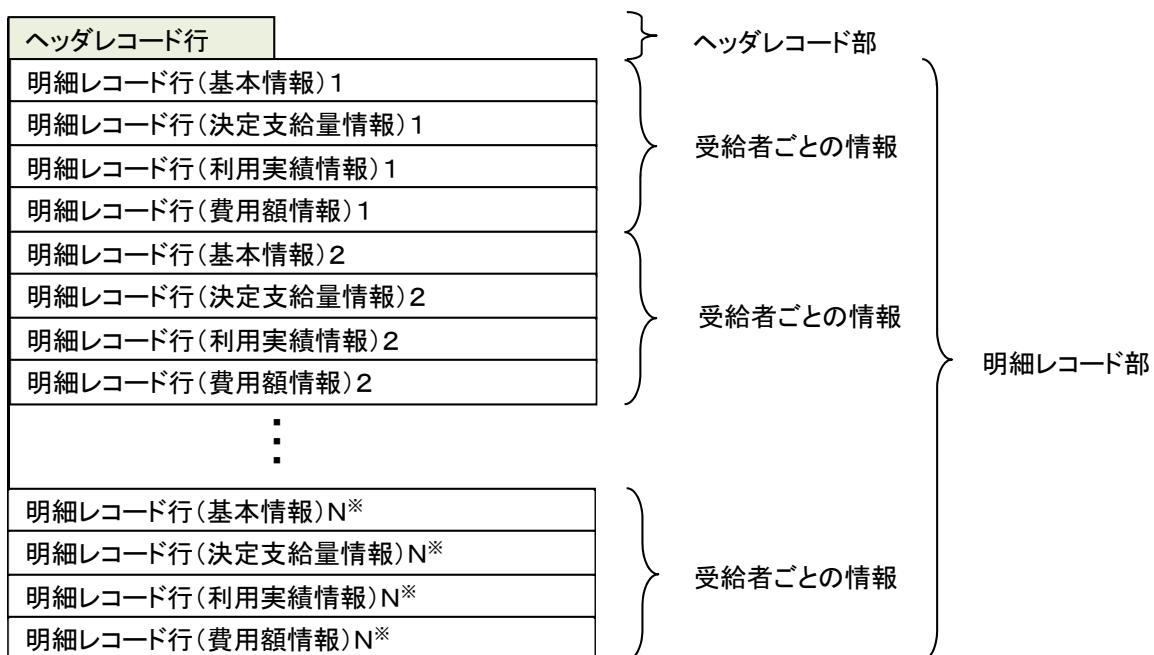 ヘッダレコード行
ヘッダレコード部
明細レコード行(基本情報)1
明細レコード行(決定支給量情報)1
受給者ごとの情報
明細レコード行(利用実績情報)1
明細レコード行(費用額情報)1
明細レコード行(基本情報)2
明細レコード行(決定支給量情報)2
受給者ごとの情報
明細レコード行(利用実績情報)2
明細レコード行(費用額情報)2
明細レコード部
明細レコード行(基本情報)N※
明細レコード行(決定支給量情報)N※
受給者ごとの情報
明細レコード行(利用実績情報)N※
明細レコード行(費用額情報)N※